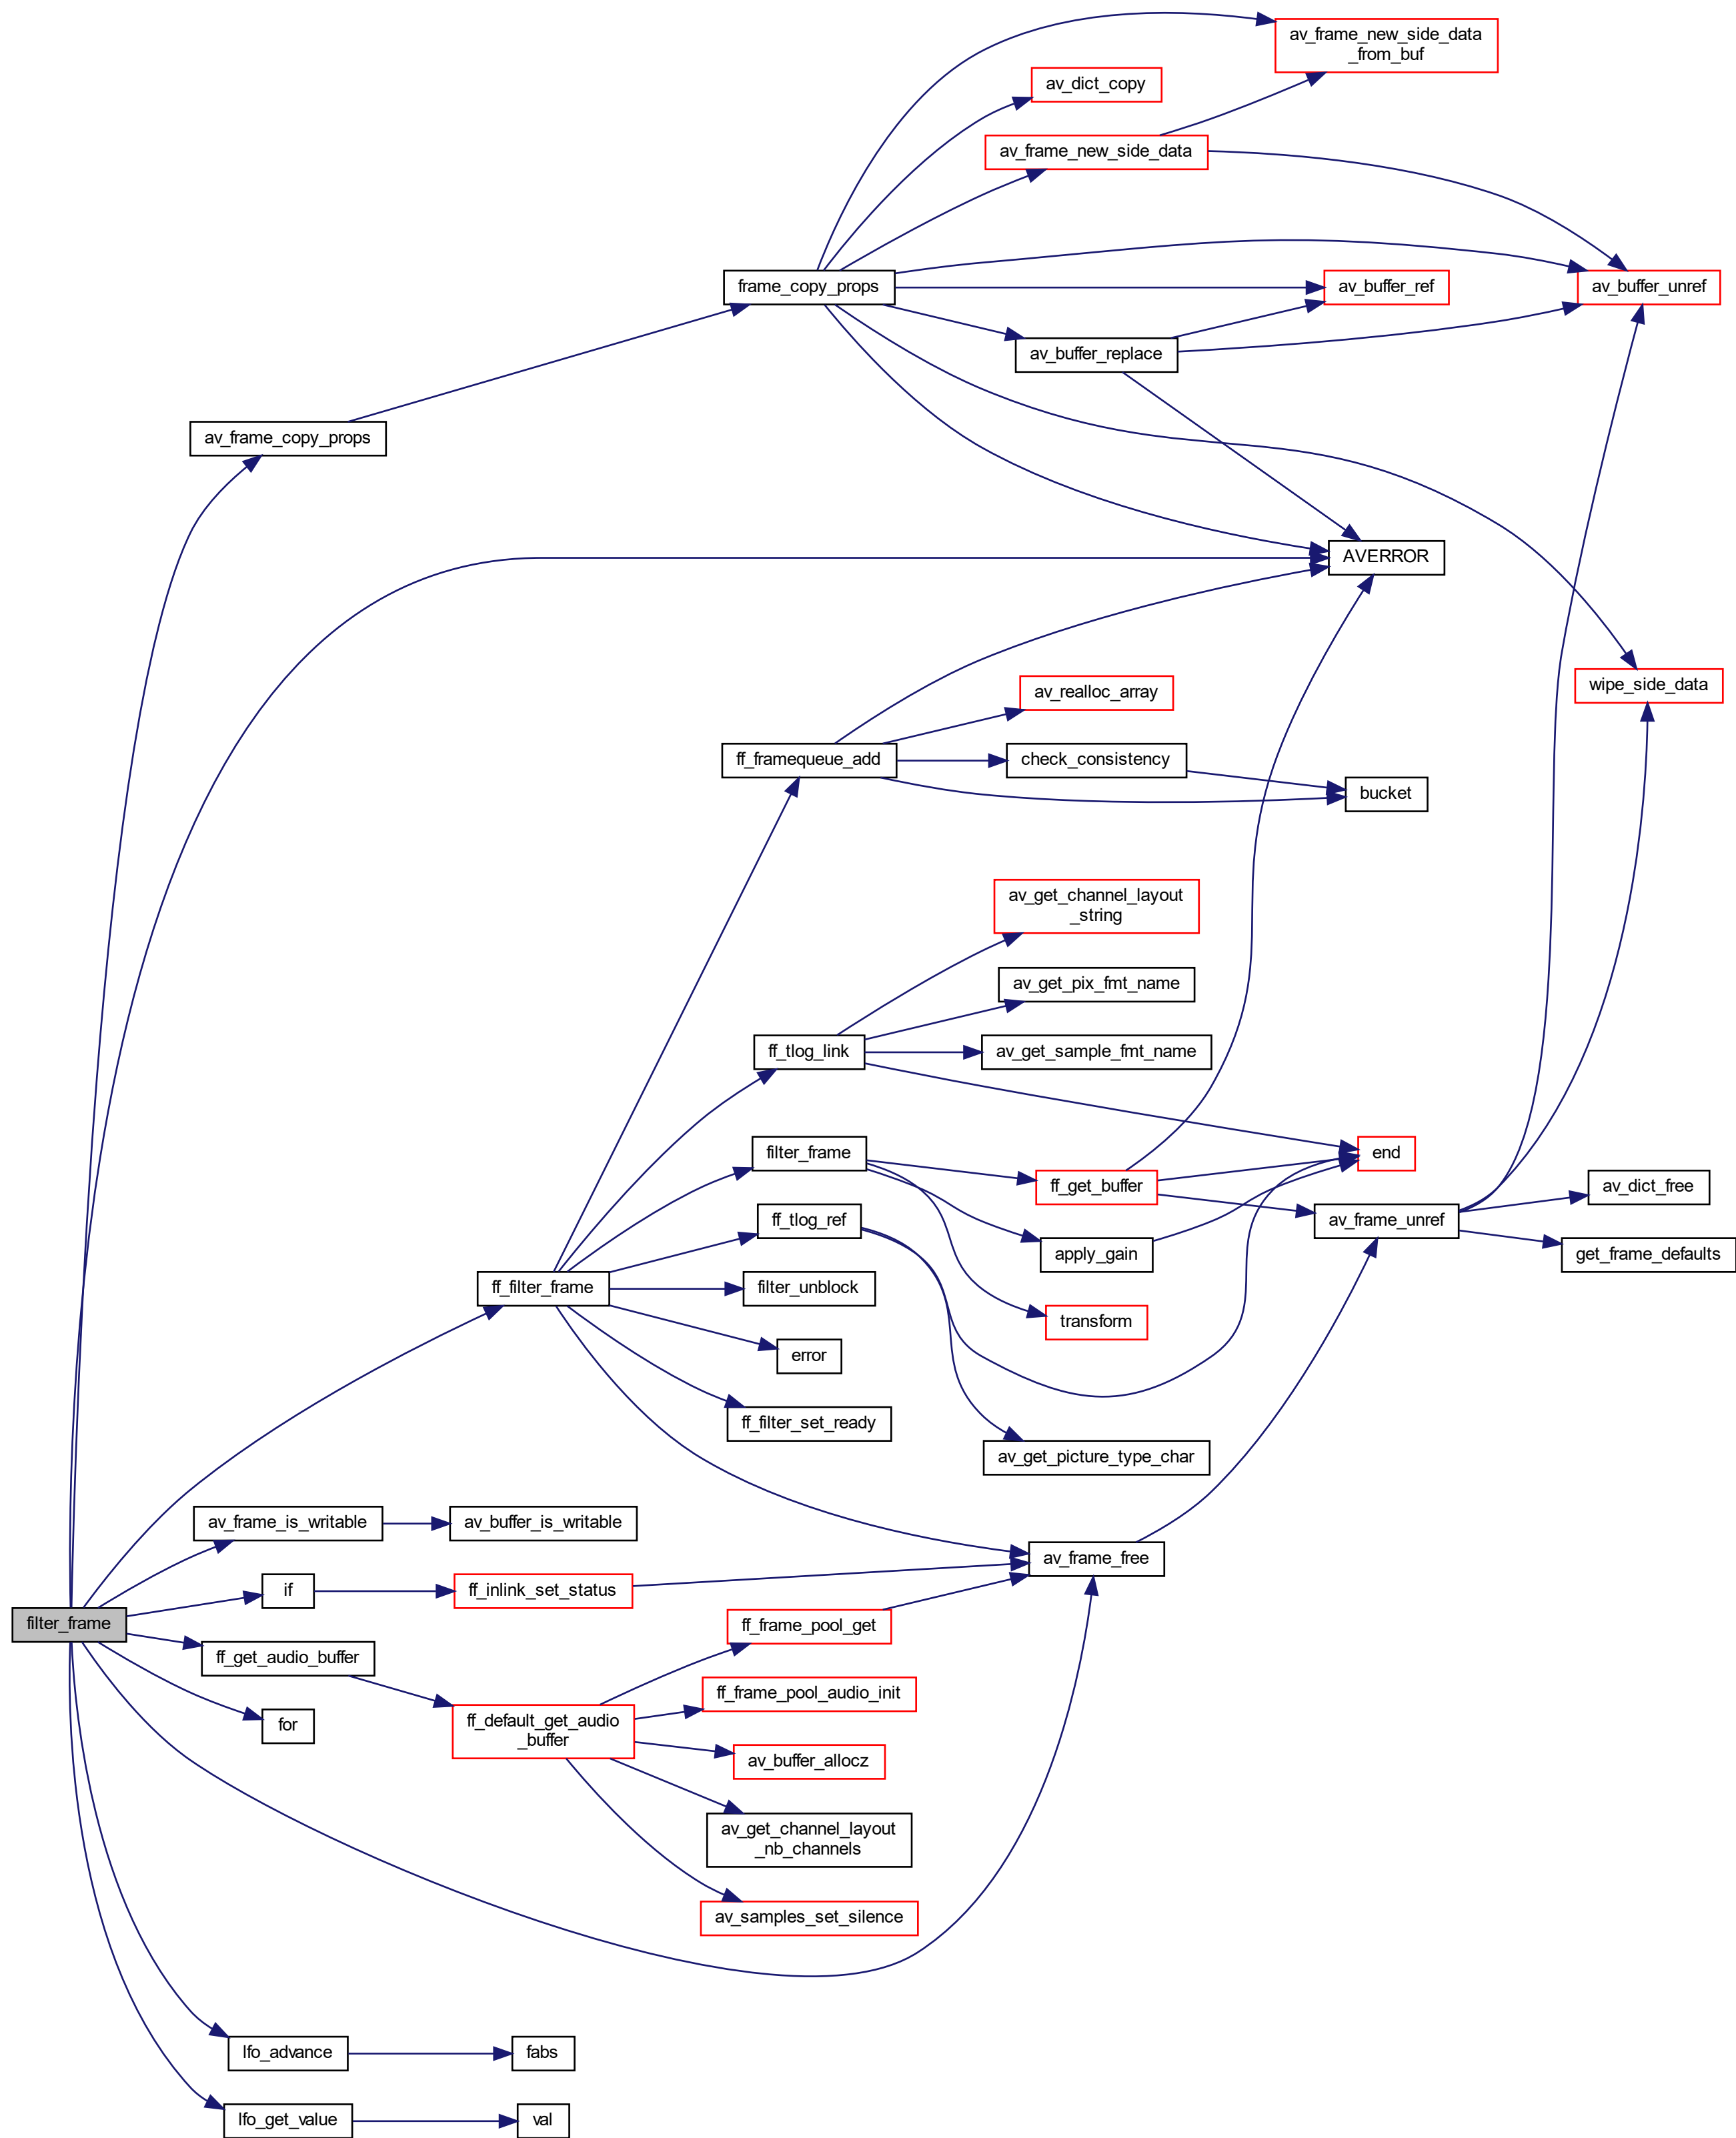 av_frame_new_side_data
_from_buf
av_dict_copy
av_frame_new_side_data
frame_copy_props
av_buffer_ref
av_buffer_unref
av_buffer_replace
av_frame_copy_props
AVERROR
wipe_side_data
av_realloc_array
ff_framequeue_add
check_consistency
bucket
av_get_channel_layout
_string
av_get_pix_fmt_name
ff_tlog_link
av_get_sample_fmt_name
filter_frame
end
ff_get_buffer
av_dict_free
ff_tlog_ref
av_frame_unref
apply_gain
get_frame_defaults
ff_filter_frame
filter_unblock
transform
error
ff_filter_set_ready
av_get_picture_type_char
av_frame_is_writable
av_buffer_is_writable
av_frame_free
if
ff_inlink_set_status
filter_frame
ff_frame_pool_get
ff_get_audio_buffer
ff_frame_pool_audio_init
for
ff_default_get_audio
_buffer
av_buffer_allocz
av_get_channel_layout
_nb_channels
av_samples_set_silence
lfo_advance
fabs
lfo_get_value
val